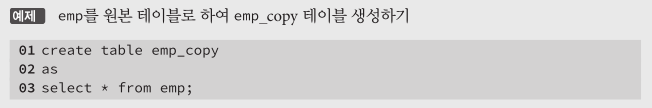 예제 emp를 원본 테이블로 하여 emp_copy 테이블 생성하기
01 create table emp_copy
02 as
03 select * from emp;